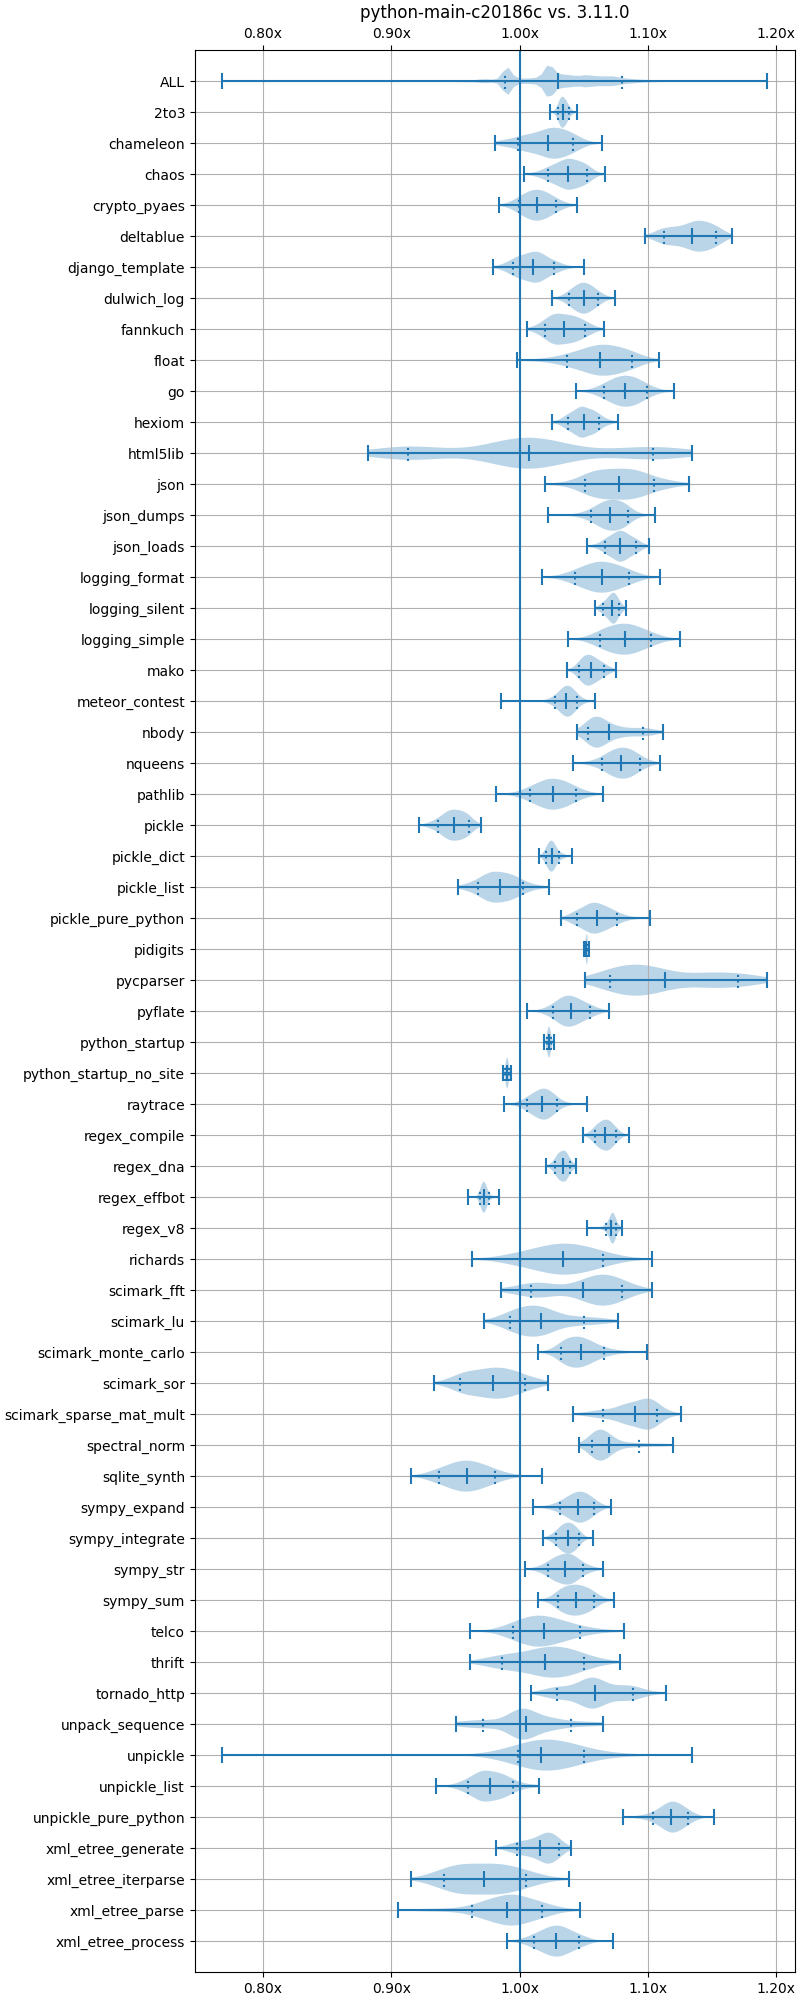 python-main-c20186c vs. 3.11.0
0.80x 0.90x 1.00x 1.10x 1.20x
ALL
2to3
chameleon
chaos
crypto_pyaes
deltablue
django_template
dulwich_log
fannkuch
float
go
hexiom
html5lib
json
json_dumps
json_loads
logging_format
logging_silent
logging_simple
mako
meteor_contest
nbody
nqueens
pathlib
pickle
pickle_dict
pickle_list
pickle_pure_python
pidigits
pycparser
pyflate
python_startup
python_startup_no_site
raytrace
regex_compile
regex_dna
regex_effbot
regex_v8
richards
scimark_fft
scimark_lu
scimark_monte_carlo
scimark_sor
scimark_sparse_mat_mult
spectral_norm
sqlite_synth
sympy_expand
sympy_integrate
sympy_str
sympy_sum
telco
thrift
tornado_http
unpack_sequence
unpickle
unpickle_list
unpickle_pure_python
xml_etree_generate
xml_etree_iterparse
xml_etree_parse
xml_etree_process
0.80x 0.90x 1.00x 1.10x 1.20x